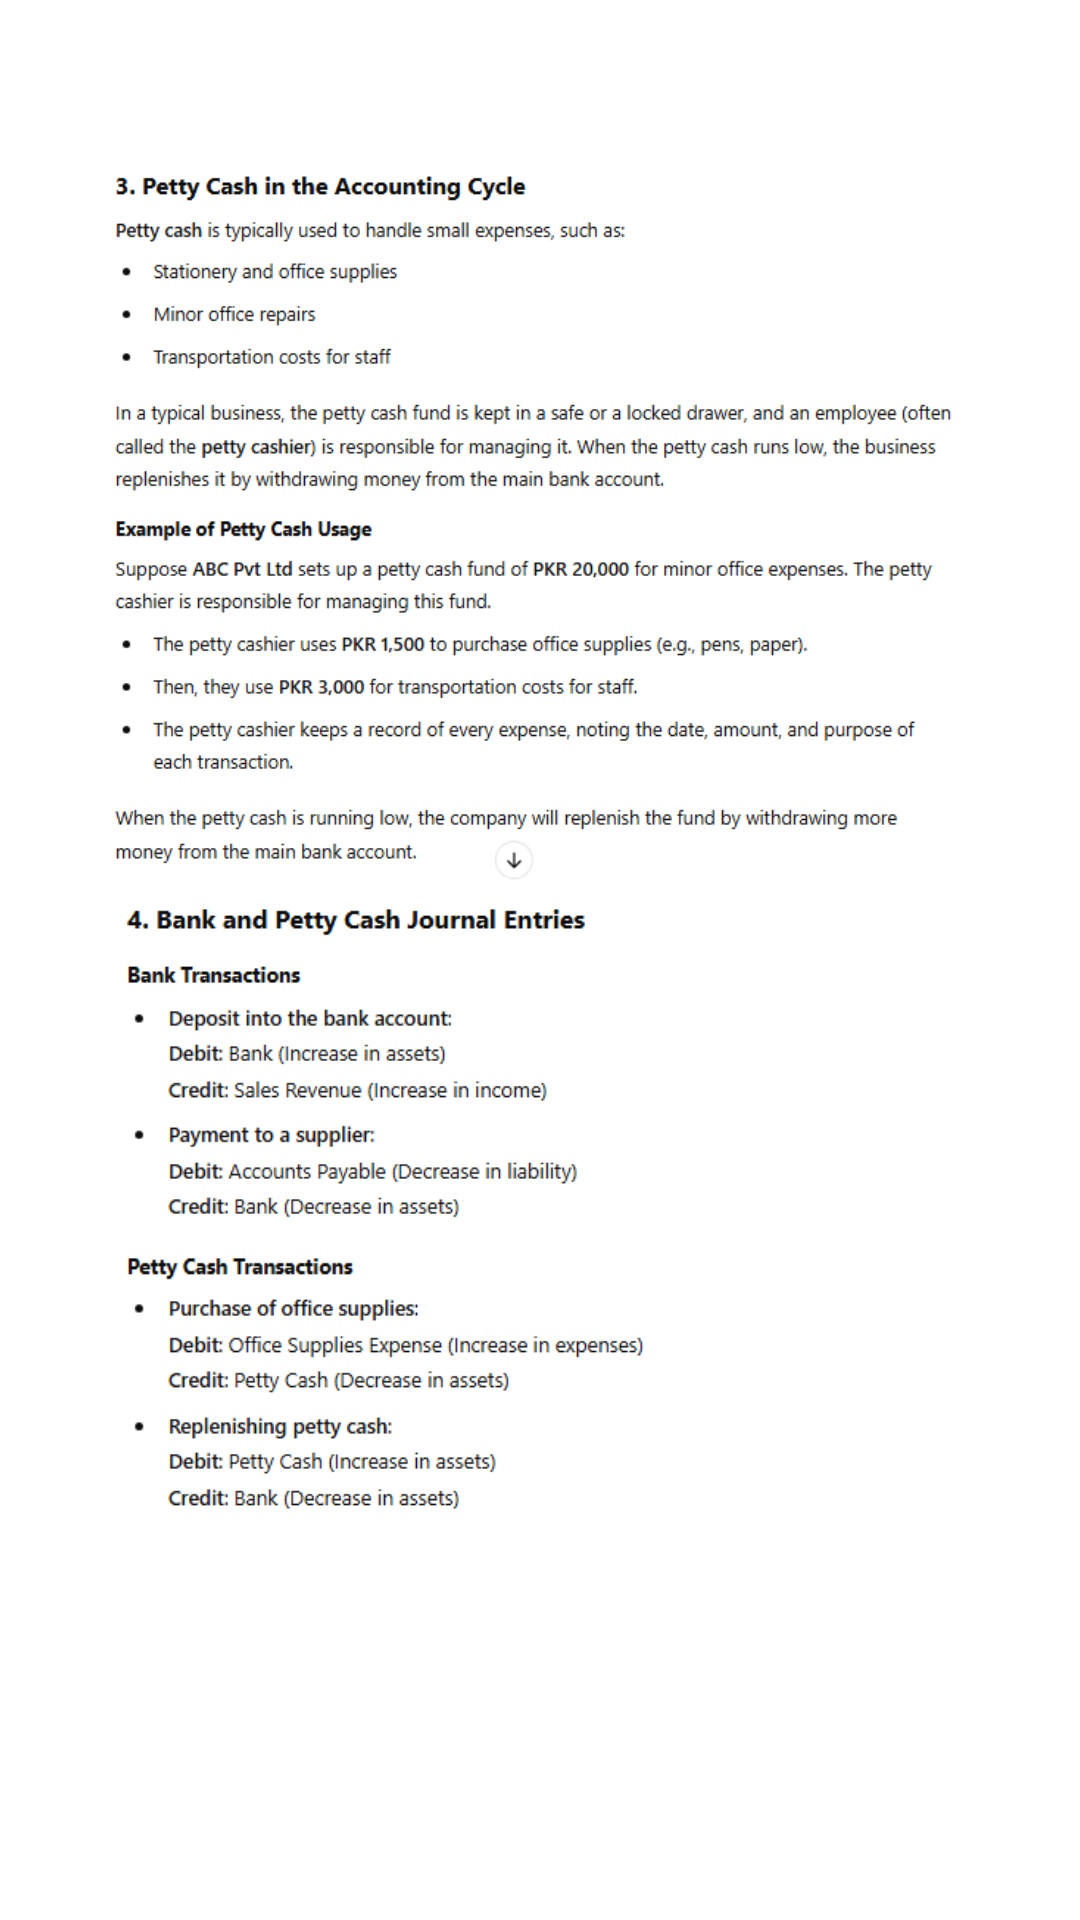 3. Petty Cash in the Accounting Cycle
Petty cash is typically used to handle small expenses, such as:
• Stationery and office supplies
• Minor office repairs
• Transportation costs for staff
In a typical business, the petty cash fund is kept in a safe or a locked drawer, and an employee (often
called the petty cashier) is responsible for managing it. When the petty cash runs low, the business
replenishes it by withdrawing money from the main bank account.
Example of Petty Cash Usage
Suppose ABC Pvt Ltd sets up a petty cash fund of PKR 20,000 for minor office expenses. The petty
cashier is responsible for managing this fund.
• The petty cashier uses PKR 1,500 to purchase office supplies (e.g., pens, paper).
• Then, they use PKR 3,000 for transportation costs for staff.
• The petty cashier keeps a record of every expense, noting the date, amount, and purpose of
each transaction.
When the petty cash is running low, the company will replenish the fund by withdrawing more
money from the main bank account.
4. Bank and Petty Cash Journal Entries
Bank Transactions
• Deposit into the bank account:
Debit: Bank (Increase in assets)
Credit: Sales Revenue (Increase in income)
• Payment to a supplier:
Debit: Accounts Payable (Decrease in liability)
Credit: Bank (Decrease in assets)
Petty Cash Transactions
• Purchase of office supplies:
Debit: Office Supplies Expense (Increase in expenses)
Credit: Petty Cash (Decrease in assets)
• Replenishing petty cash:
Debit: Petty Cash (Increase in assets)
Credit: Bank (Decrease in assets)